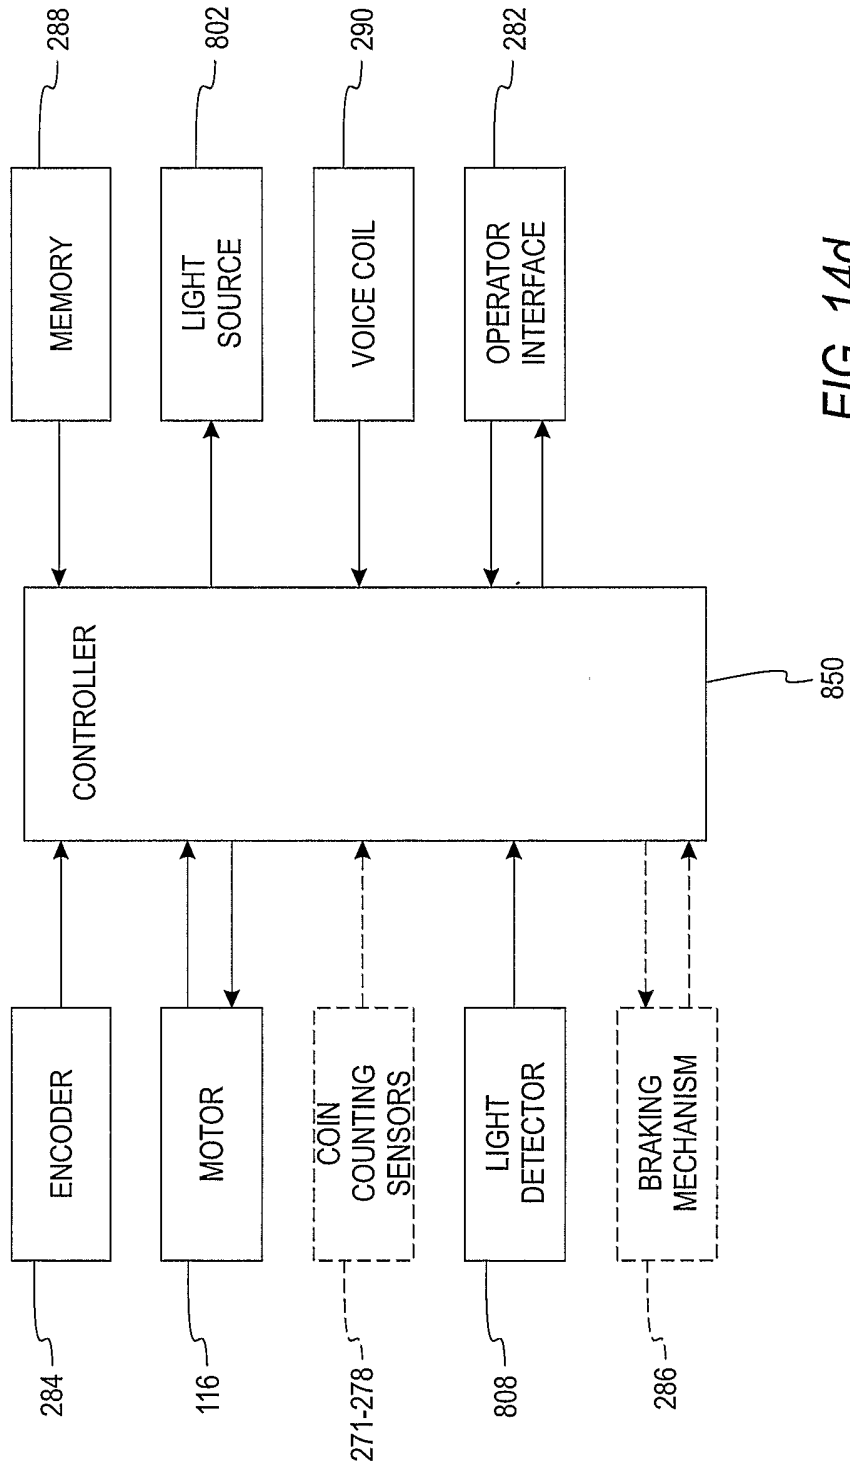 284
ENCODER
CONTROLLER
MEMORY
288
116
MOTOR
LIGHT
SOURCE
802
271-278
COIN
COUNTING
SENSORS
VOICE COIL
290
808
LIGHT
DETECTOR
OPERATOR
INTERFACE
282
286
BRAKING
MECHANISM
850
FIG. 14d